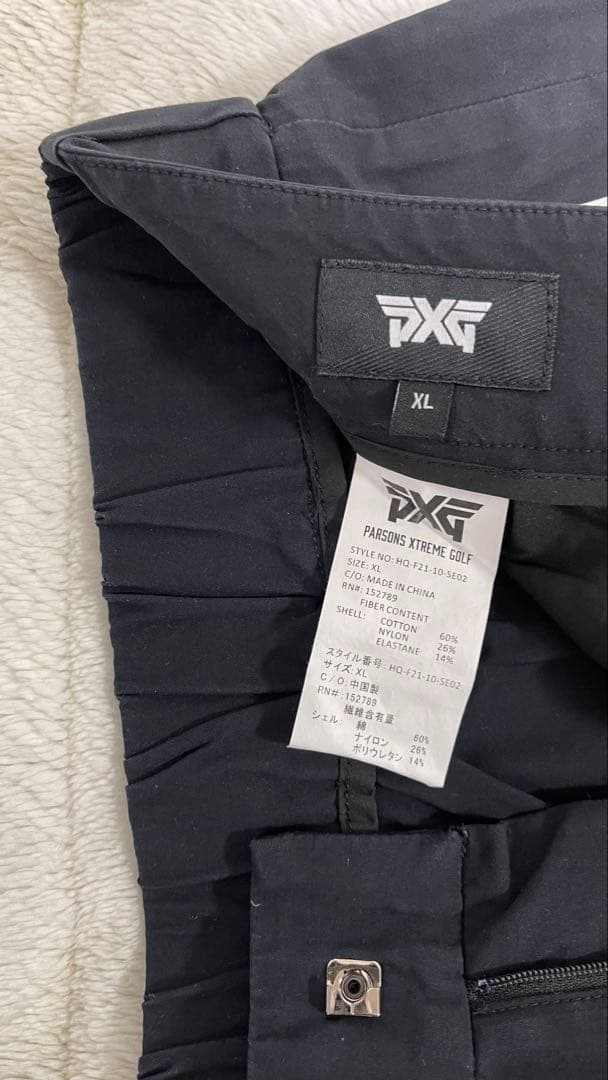 PXG
XL
PXG
PARSONS XTREME GOLF
STYLE NO: HQ-F21-10-5E02
SIZE: XL
C/O: MADE IN CHINA
RN#: 152789
FIBER CONTENT
SHELL: COTTON 60%
NYLON 26%
ELASTANE 14%
スタイル番号: HQ-F21-10-5E02
サイズ: XL
C/O: 中国製
RN#: 152789
繊維含有量
シェル: 綿 60%
ナイロン 26%
ポリウレタン 14%